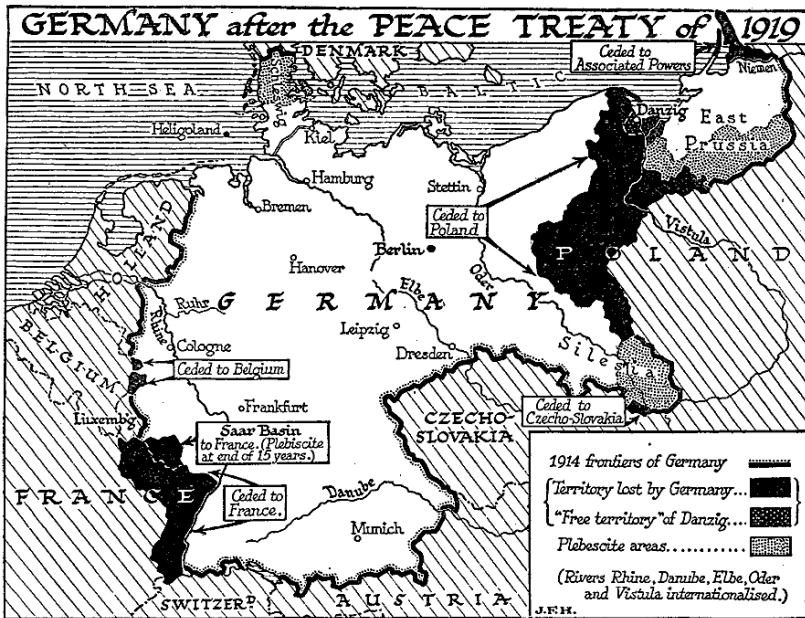 GERMANY after the PEACE TREATY of 1919
DENMARK
Ceded to
Associated Powers
Niemen
NORTH SEA
BALTIC
Schleswig
Danzig
East
Prussia
Heligoland
Kiel
Hamburg
Stettin
Bremen
Ceded to
Poland
Vistula
HOLLAND
Berlin
POLAND
Hanover
Oder
Elbe
GERMANY
Ruhr
Rhine
Leipzig
BELGIUM
Cologne
Dresden
Silesia
Ceded to Belgium
Frankfurt
Luxemb'g
CZECHO-
SLOVAKIA
Ceded to
Czecho-Slovakia
Saar Basin
to France. (Plebiscite
at end of 15 years.)
FRANCE
Ceded to
France.
Danube
Munich
SWITZERD.
AUSTRIA
1914 frontiers of Germany
Territory lost by Germany...
"Free territory" of Danzig....
Plebescite areas............
(Rivers Rhine, Danube, Elbe, Oder
and Vistula internationalised.)
J.F.H.